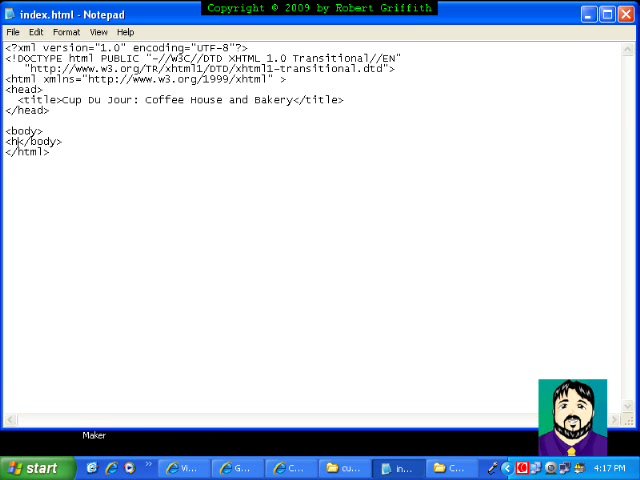 index.html - Notepad
Copyright © 2009 by Robert Griffith
File Edit Format View Help
<?xml version="1.0" encoding="UTF-8"?>
<!DOCTYPE html PUBLIC "-//W3C//DTD XHTML 1.0 Transitional//EN"
"http://www.w3.org/TR/xhtml1/DTD/xhtml1-transitional.dtd">
<html xmlns="http://www.w3.org/1999/xhtml" >
<head>
<title>Cup Du Jour: Coffee House and Bakery</title>
</head>
<body>
<h</body>
</html>
Maker
start
Vi...
G...
C...
cu...
in...
C...
4:17 PM